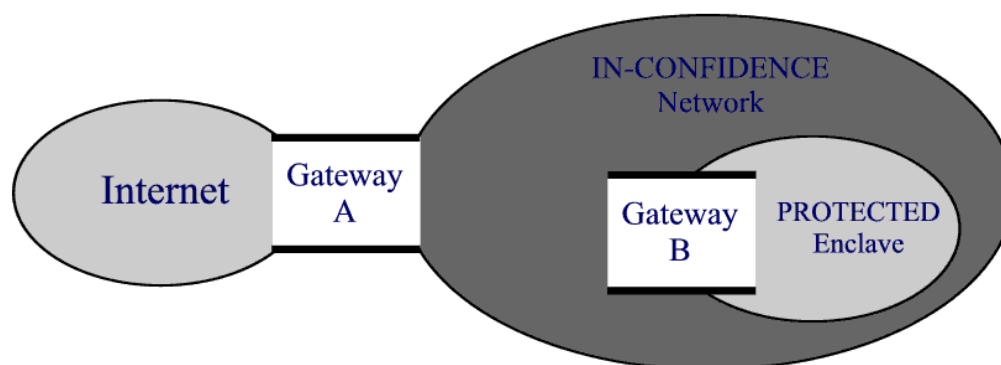 IN-CONFIDENCE
Network
Internet
Gateway
A
Gateway
B
PROTECTED
Enclave